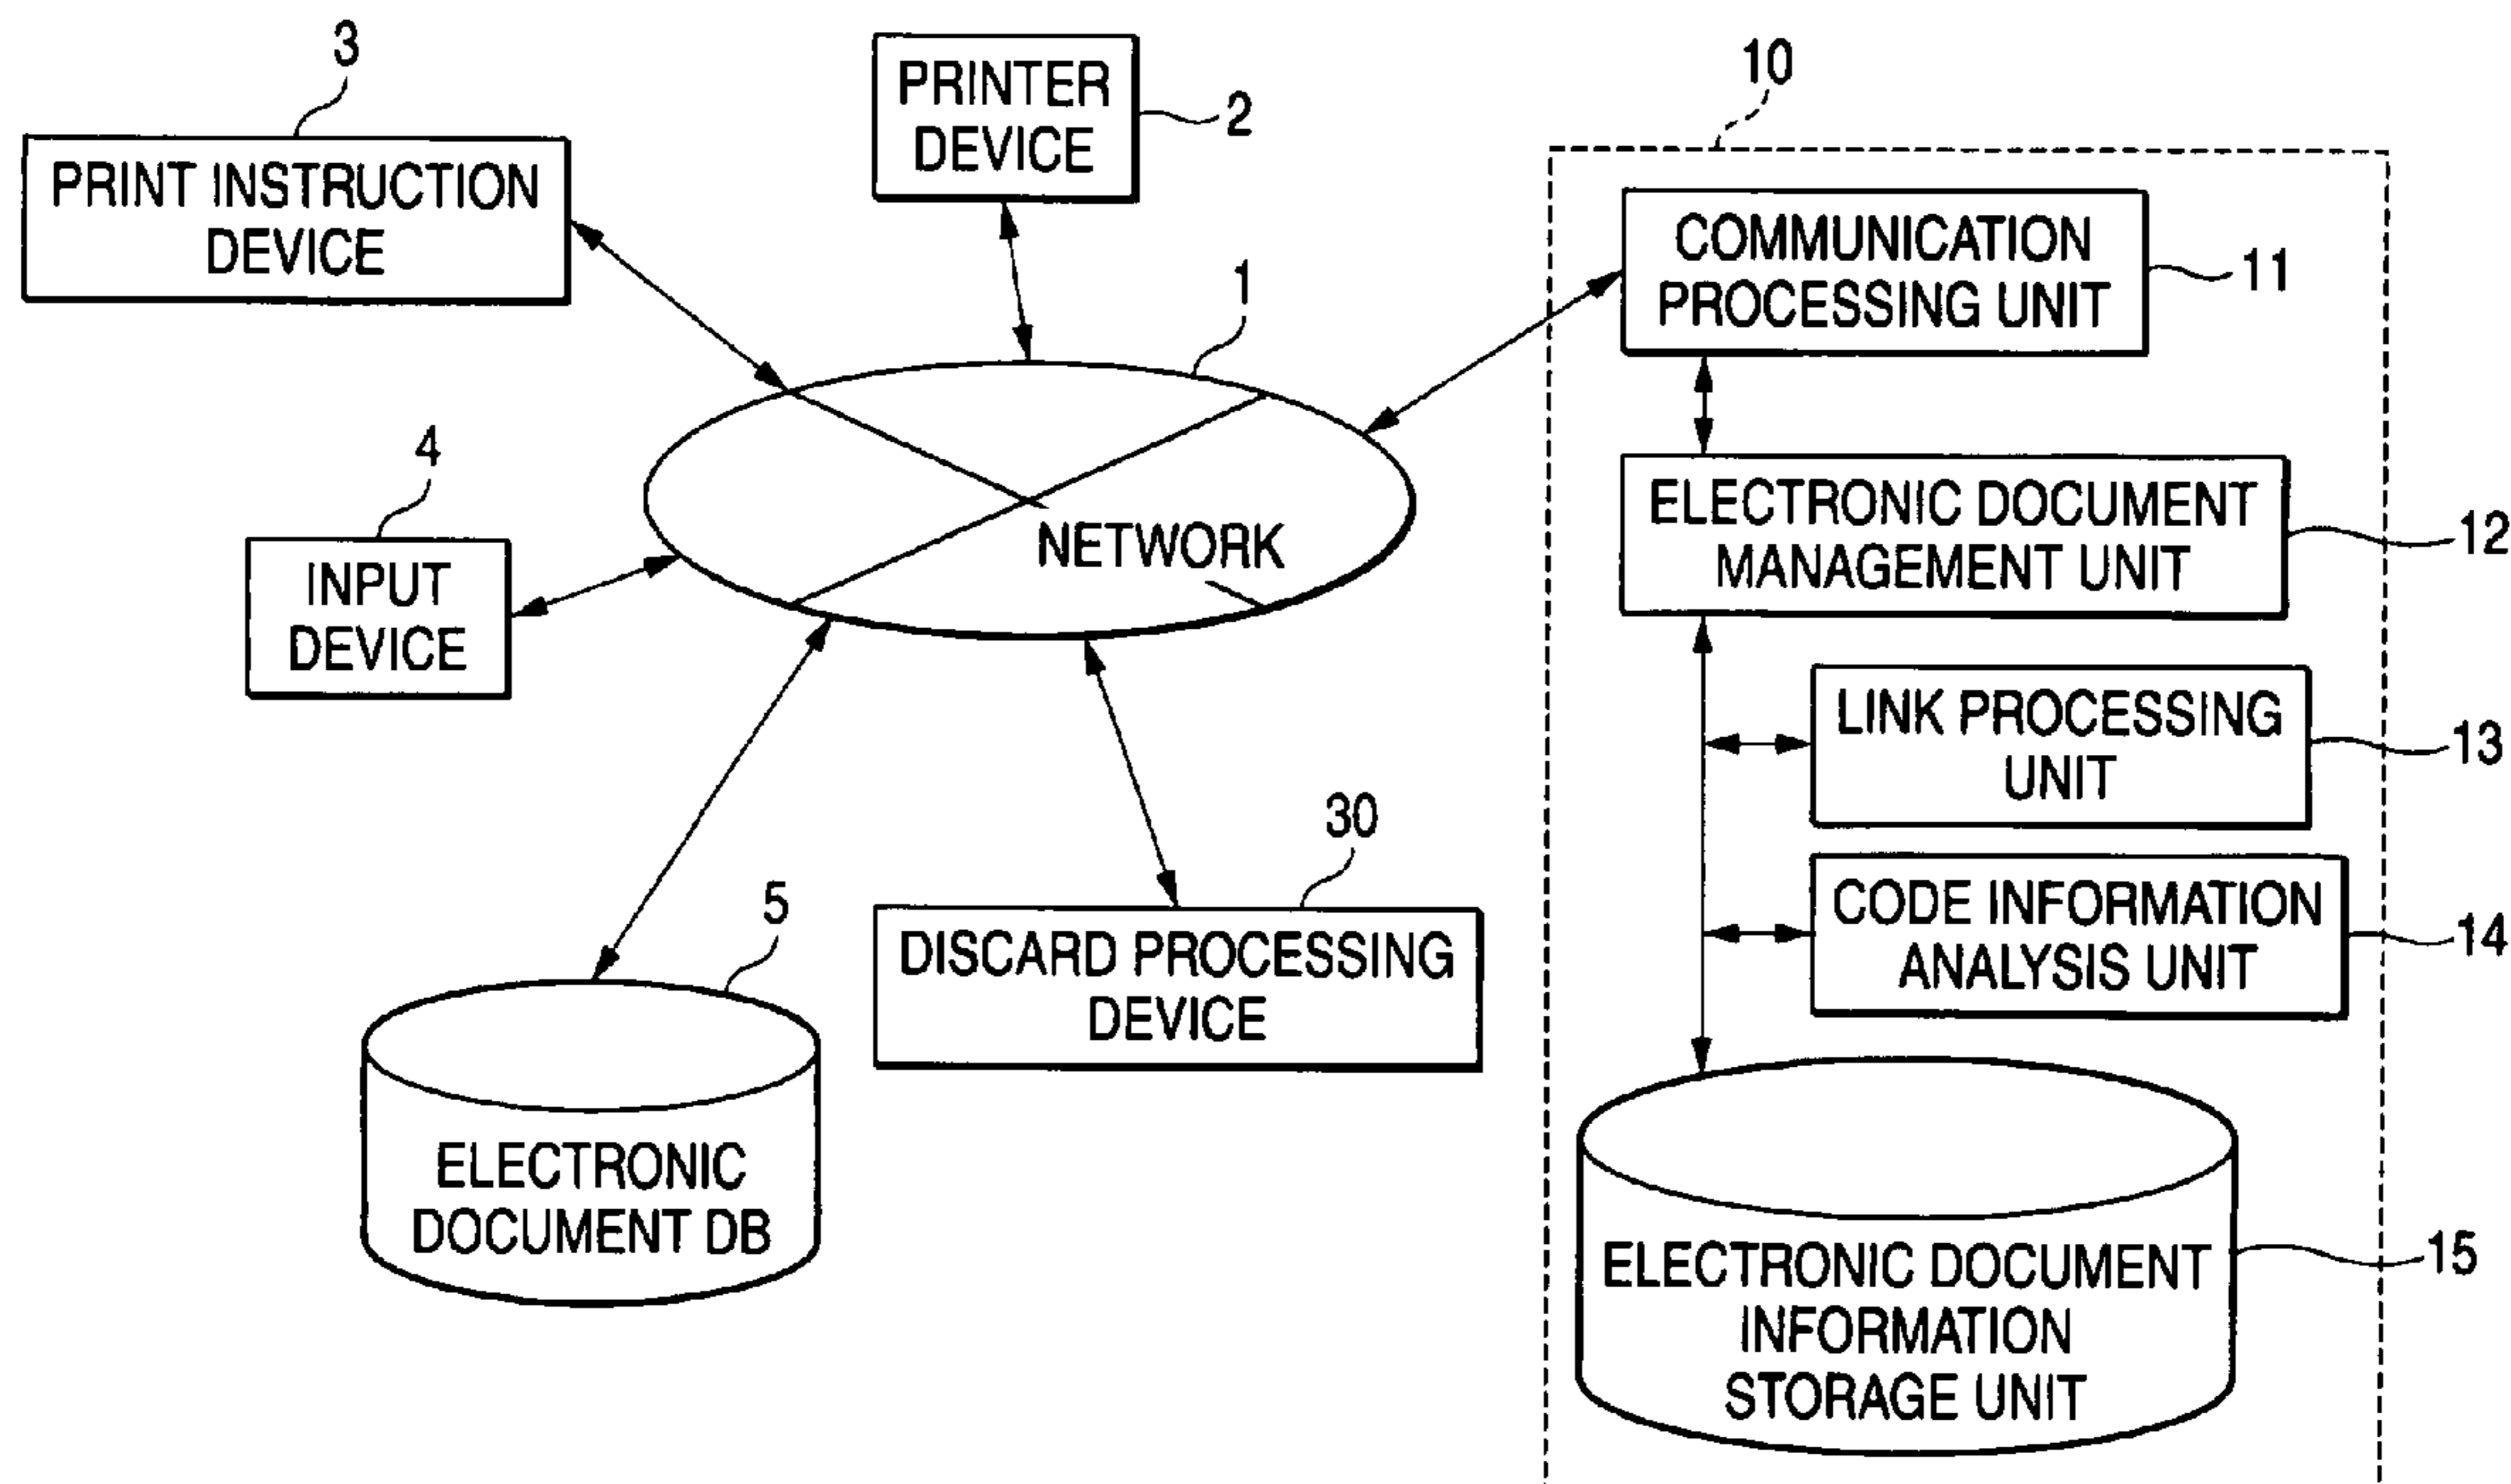 3
PRINT INSTRUCTION
DEVICE
PRINTER
DEVICE
2
1
NETWORK
4
INPUT
DEVICE
5
ELECTRONIC
DOCUMENT DB
30
DISCARD PROCESSING
DEVICE
10
COMMUNICATION
PROCESSING UNIT
11
ELECTRONIC DOCUMENT
MANAGEMENT UNIT
12
LINK PROCESSING
UNIT
13
CODE INFORMATION
ANALYSIS UNIT
14
ELECTRONIC DOCUMENT
INFORMATION
STORAGE UNIT
15